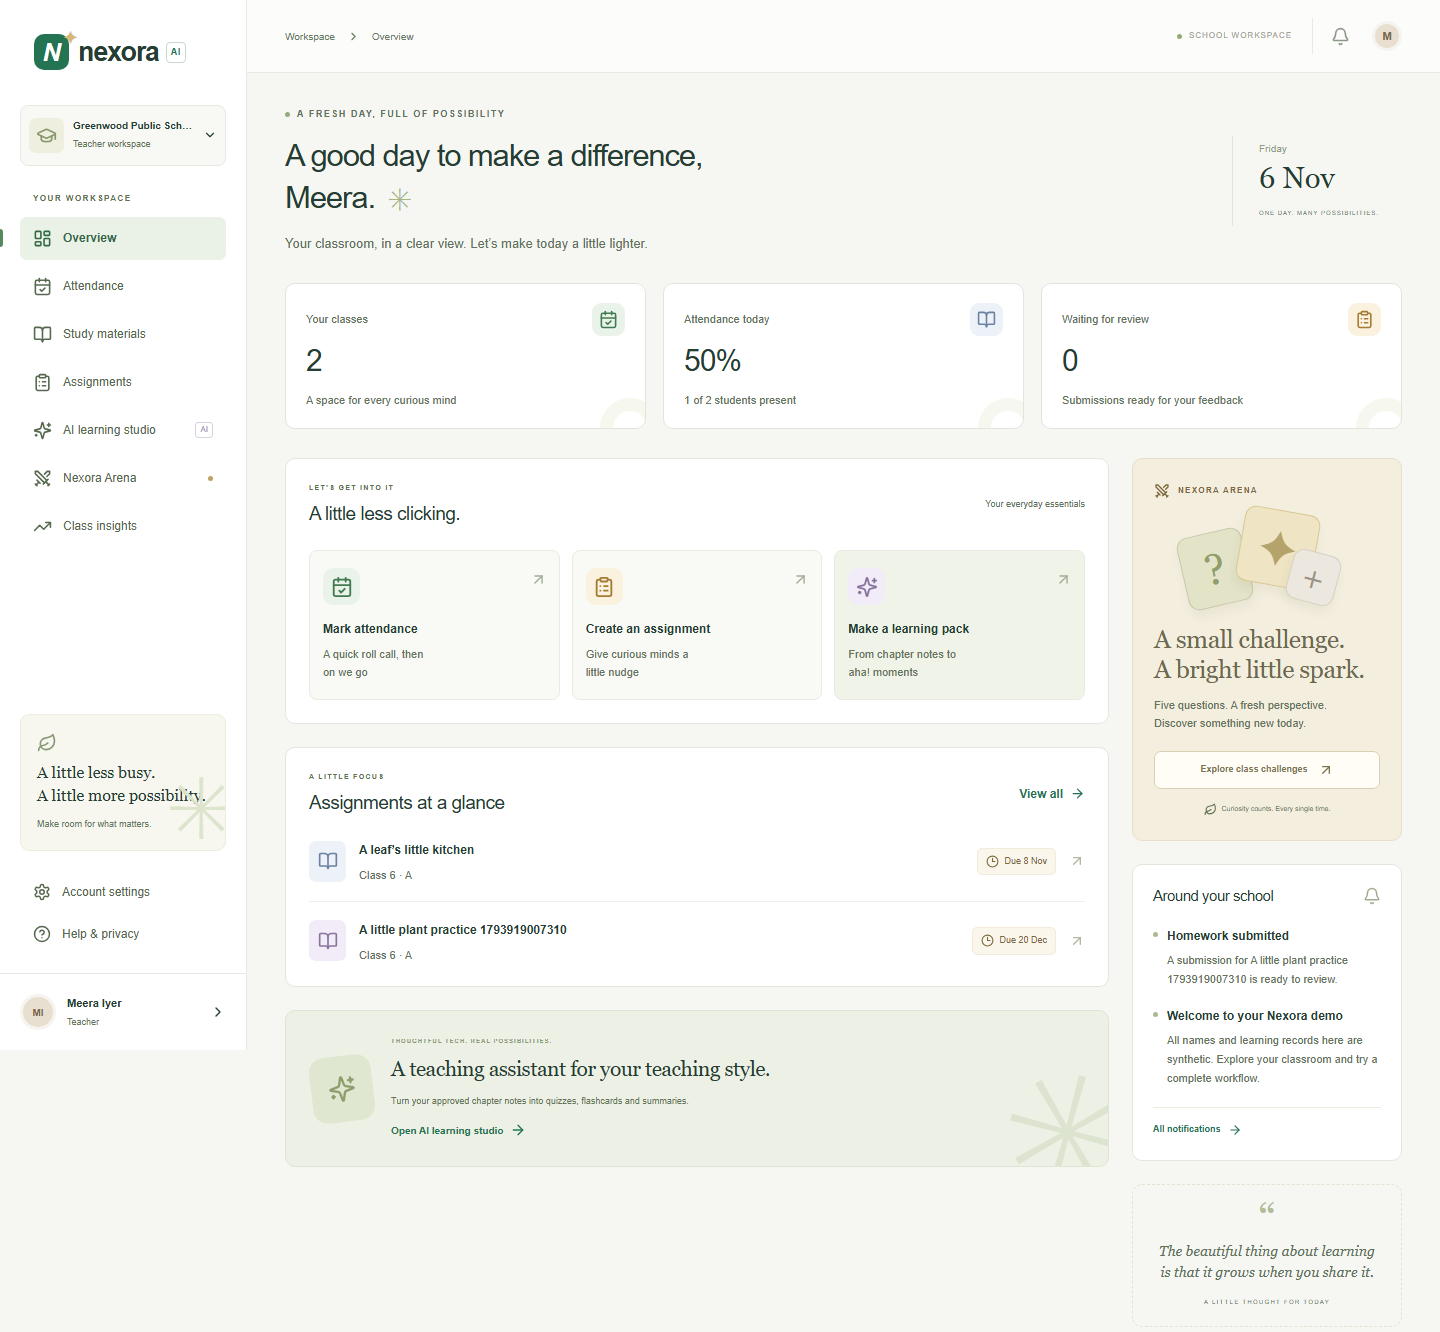 N nexora AI
Greenwood Public Sch...
Teacher workspace
YOUR WORKSPACE
Overview
Attendance
Study materials
Assignments
AI learning studio AI
Nexora Arena
Class insights
A little less busy.
A little more possibility.
Make room for what matters.
Account settings
Help & privacy
MI
Meera Iyer
Teacher
Workspace > Overview
SCHOOL WORKSPACE
M
A FRESH DAY, FULL OF POSSIBILITY
A good day to make a difference,
Meera.
Your classroom, in a clear view. Let's make today a little lighter.
Friday
6 Nov
ONE DAY. MANY POSSIBILITIES.
Your classes
2
A space for every curious mind
Attendance today
50%
1 of 2 students present
Waiting for review
0
Submissions ready for your feedback
LET'S GET INTO IT
A little less clicking.
Your everyday essentials
Mark attendance
A quick roll call, then
on we go
Create an assignment
Give curious minds a
little nudge
Make a learning pack
From chapter notes to
aha! moments
A LITTLE FOCUS
Assignments at a glance
View all
A leaf's little kitchen
Class 6 · A
Due 8 Nov
A little plant practice 1793919007310
Class 6 · A
Due 20 Dec
THOUGHTFUL TECH. REAL POSSIBILITIES.
A teaching assistant for your teaching style.
Turn your approved chapter notes into quizzes, flashcards and summaries.
Open AI learning studio
NEXORA ARENA
?
+
A small challenge.
A bright little spark.
Five questions. A fresh perspective.
Discover something new today.
Explore class challenges
Curiosity counts. Every single time.
Around your school
Homework submitted
A submission for A little plant practice
1793919007310 is ready to review.
Welcome to your Nexora demo
All names and learning records here are
synthetic. Explore your classroom and try a
complete workflow.
All notifications
“
The beautiful thing about learning
is that it grows when you share it.
A LITTLE THOUGHT FOR TODAY